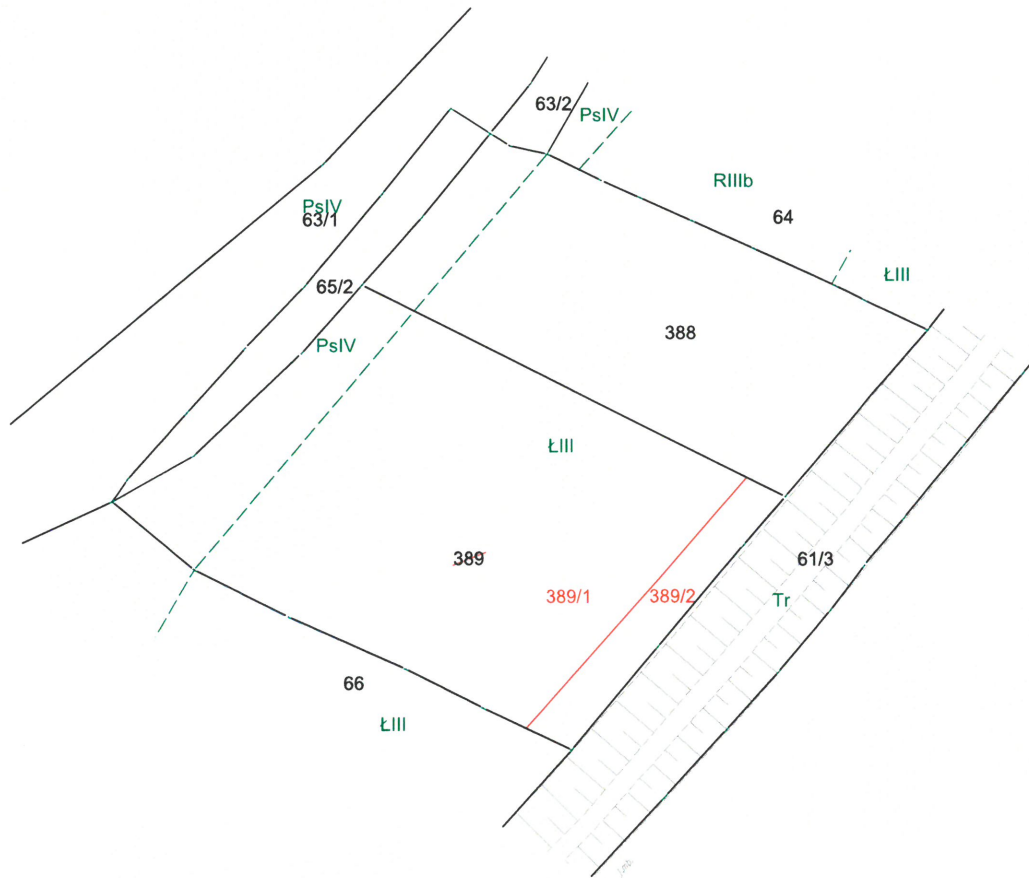 63/2
PsIV
RIIIb
PsIV
63/1
64
ŁIII
65/2
388
PsIV
ŁIII
389
61/3
389/1
389/2
Tr
66
ŁIII